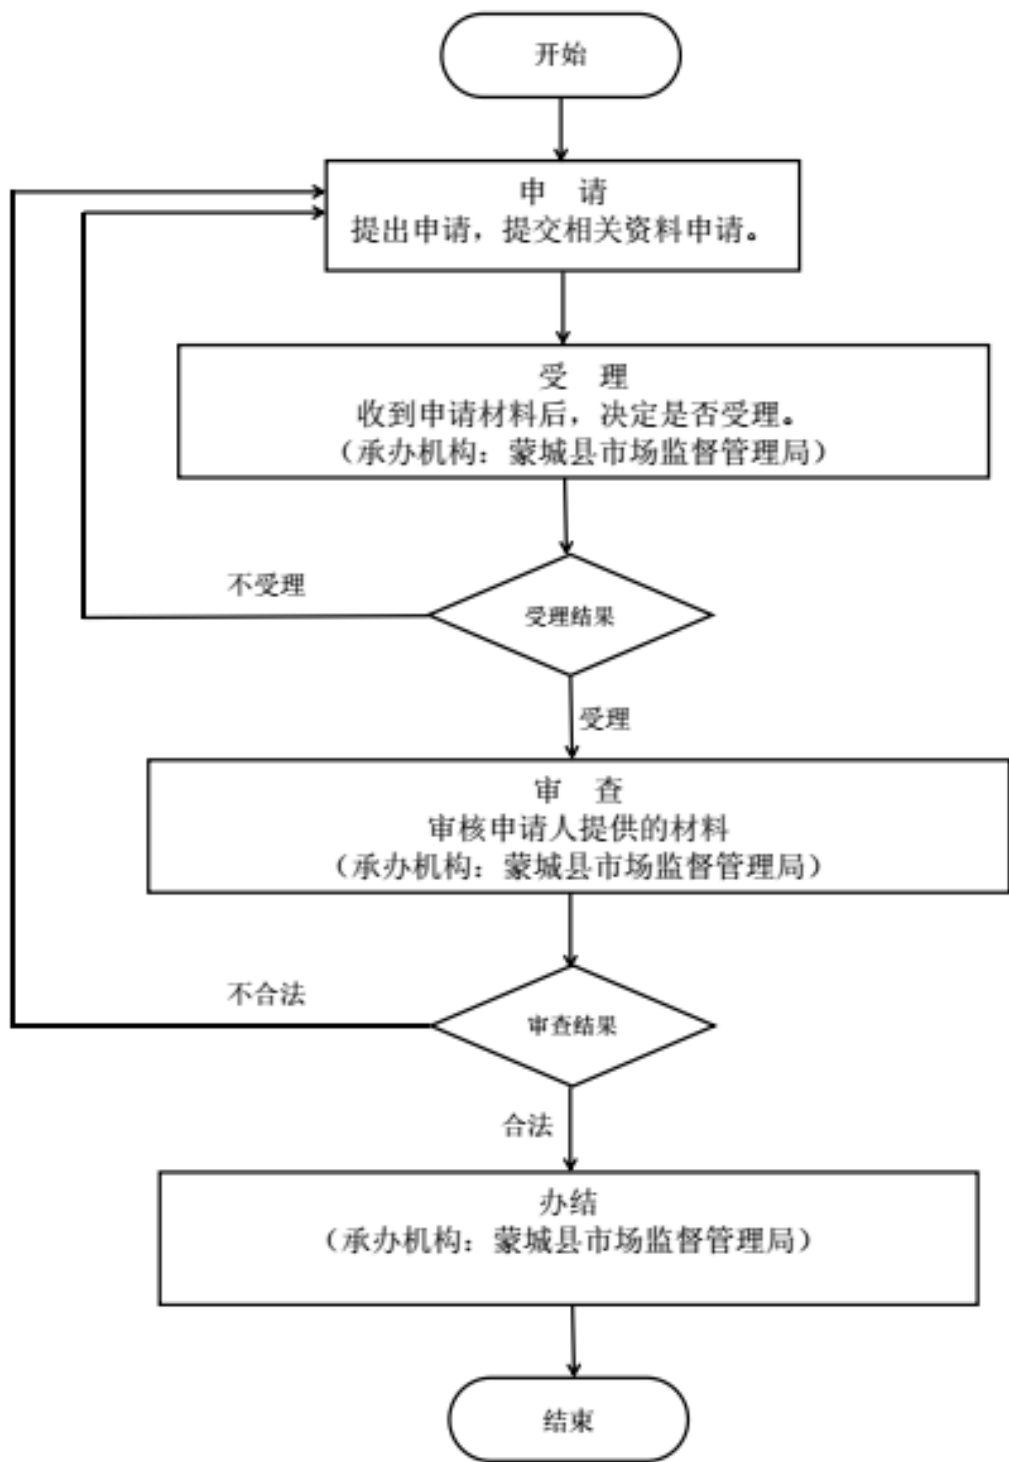 开始
申 请
提出申请，提交相关资料申请。
受 理
收到申请材料后，决定是否受理。
（承办机构：蒙城县市场监督管理局）
不受理
受理结果
受理
审 查
审核申请人提供的材料
（承办机构：蒙城县市场监督管理局）
不合法
审查结果
合法
办结
（承办机构：蒙城县市场监督管理局）
结束